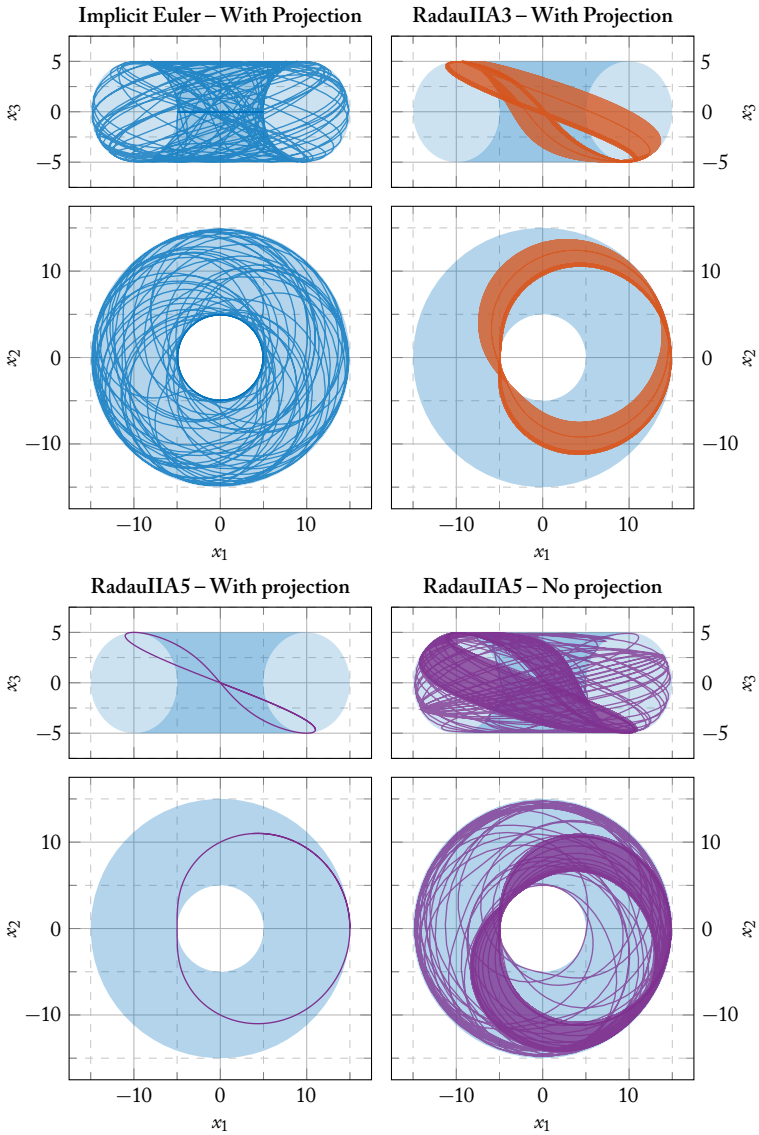 Implicit Euler – With Projection
RadauIIA3 – With Projection
5
0
−5
x3
5
0
−5
x3
10
0
−10
x2
10
0
−10
x2
−10 0 10
x1
−10 0 10
x1
RadauIIA5 – With projection
RadauIIA5 – No projection
5
0
−5
x3
5
0
−5
x3
10
0
−10
x2
10
0
−10
x2
−10 0 10
x1
−10 0 10
x1